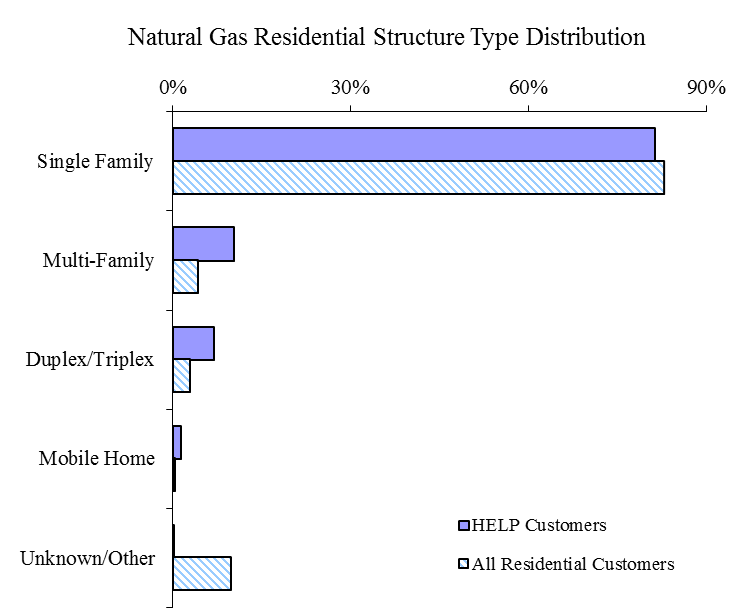 Natural Gas Residential Structure Type Distribution
0% 30% 60% 90%
Single Family
Multi-Family
Duplex/Triplex
Mobile Home
Unknown/Other
HELP Customers
All Residential Customers